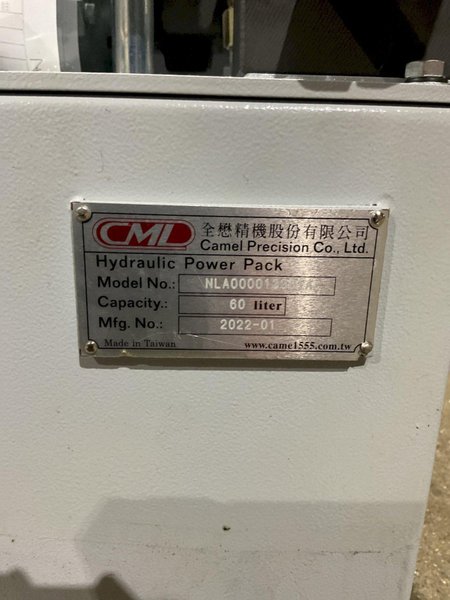 CML
全懋精機股份有限公司
Camel Precision Co., Ltd.
Hydraulic Power Pack
Model No.:
Capacity.: 60 liter
Mfg. No.: 2022-01
Made in Taiwan
www.camel555.com.tw